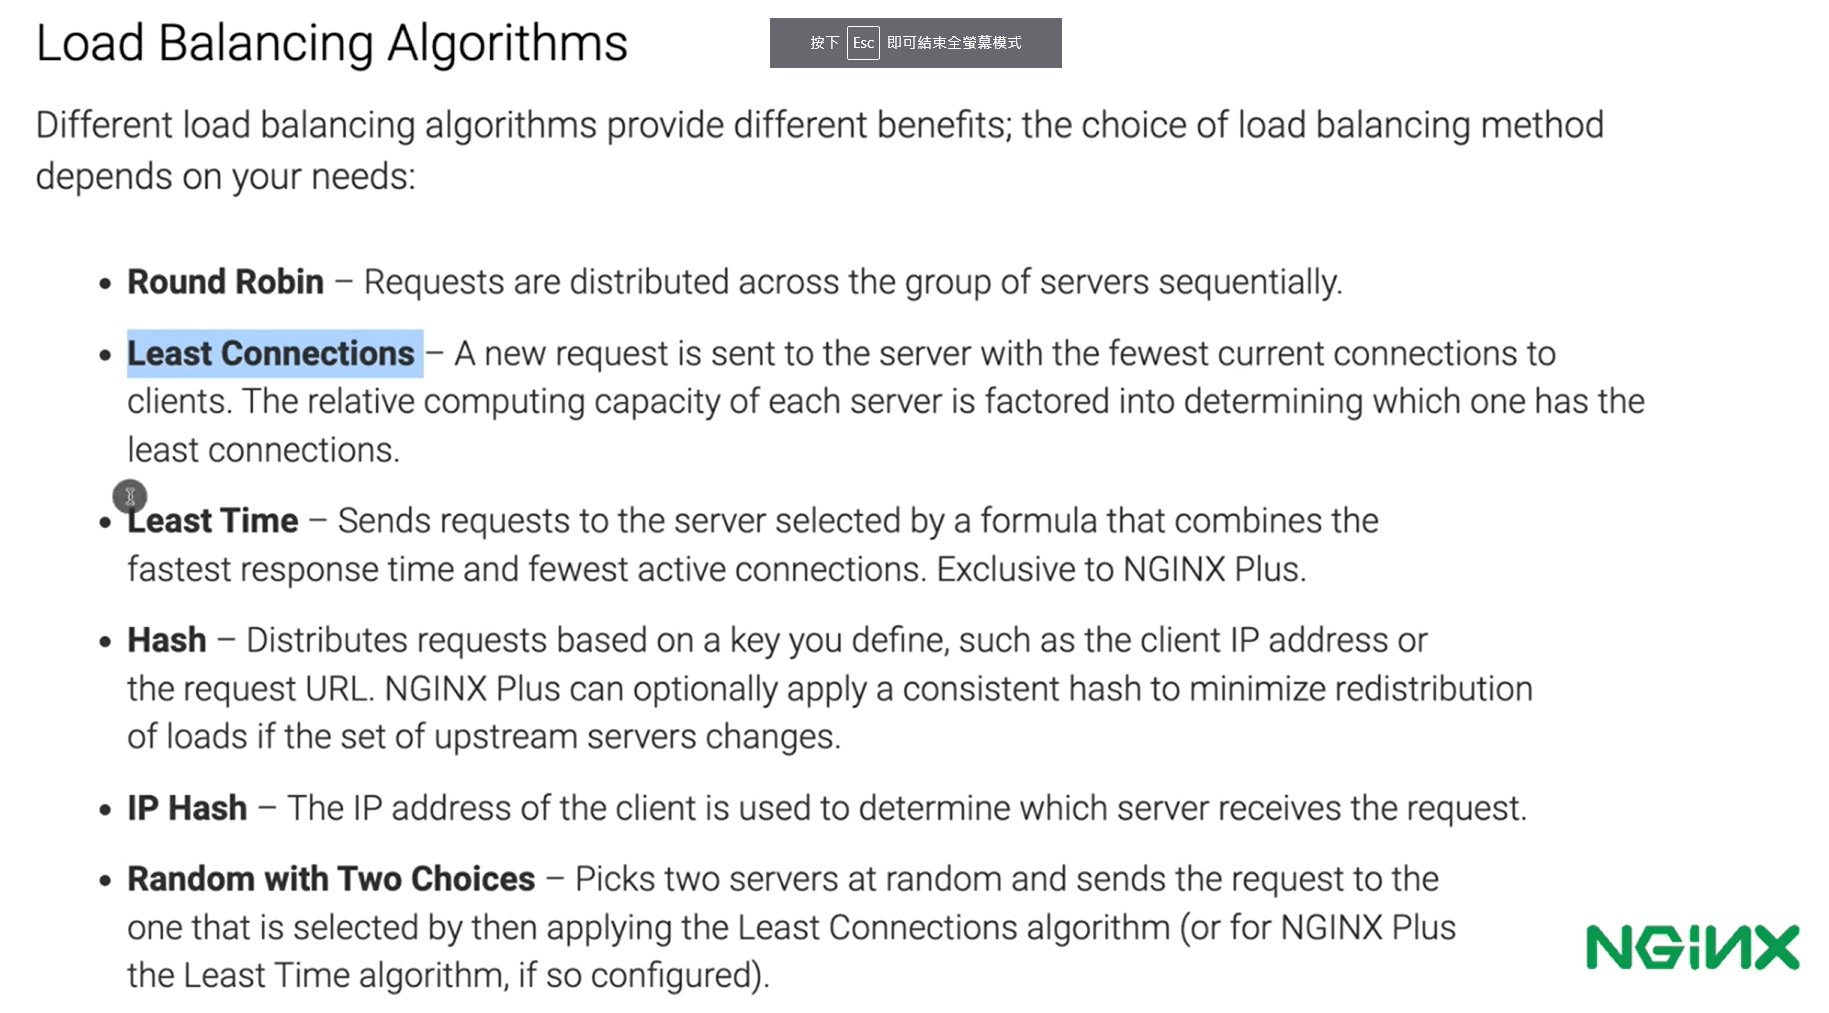 Load Balancing Algorithms
按下 Esc 即可結束全螢幕模式
Different load balancing algorithms provide different benefits; the choice of load balancing method
depends on your needs:
• Round Robin – Requests are distributed across the group of servers sequentially.
• Least Connections – A new request is sent to the server with the fewest current connections to
clients. The relative computing capacity of each server is factored into determining which one has the
least connections.
• Least Time – Sends requests to the server selected by a formula that combines the
fastest response time and fewest active connections. Exclusive to NGINX Plus.
• Hash – Distributes requests based on a key you define, such as the client IP address or
the request URL. NGINX Plus can optionally apply a consistent hash to minimize redistribution
of loads if the set of upstream servers changes.
• IP Hash – The IP address of the client is used to determine which server receives the request.
• Random with Two Choices – Picks two servers at random and sends the request to the
one that is selected by then applying the Least Connections algorithm (or for NGINX Plus
the Least Time algorithm, if so configured).
NGINX